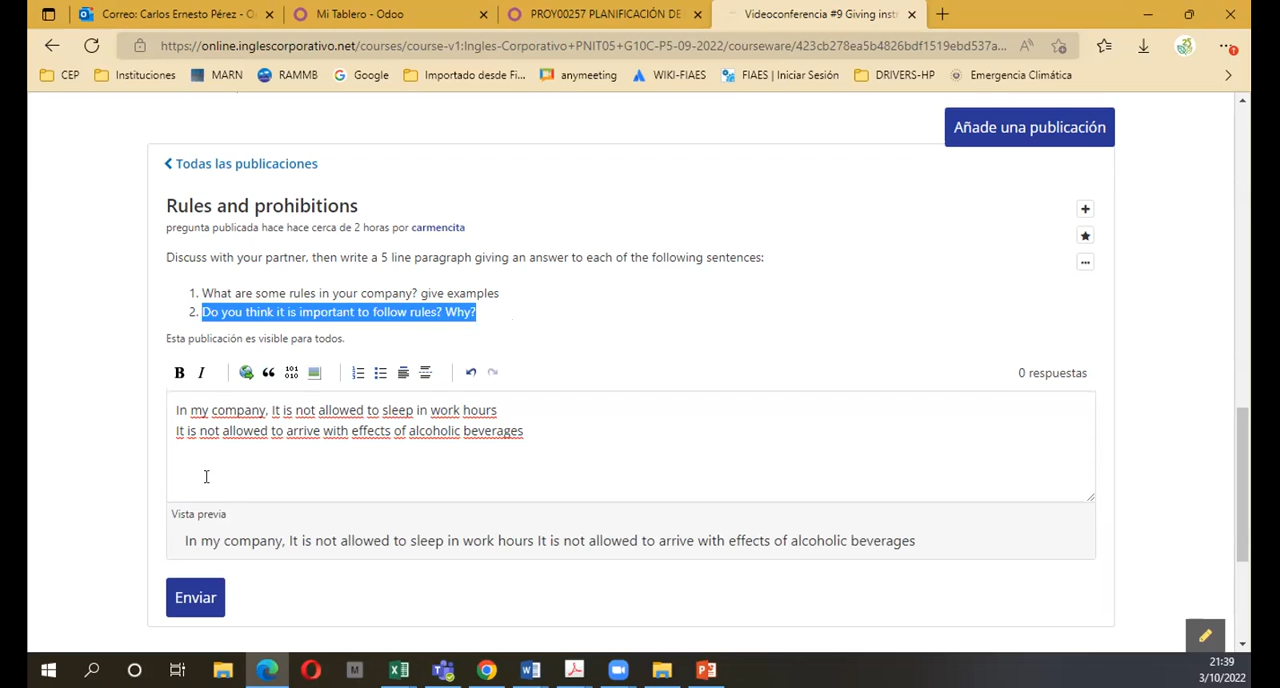 Correo: Carlos Ernesto Pérez - O
Mi Tablero - Odoo
PROY00257 PLANIFICACIÓN DE
Videoconferencia #9 Giving inst
https://online.inglescorporativo.net/courses/course-v1:Ingles-Corporativo+PNIT05+G10C-P5-09-2022/courseware/423cb278ea5b4826bdf1519ebd537a...
CEP
Instituciones
MARN
RAMMB
Google
Importado desde Fi...
anymeeting
WIKI-FIAES
FIAES | Iniciar Sesión
DRIVERS-HP
Emergencia Climática
Añade una publicación
Todas las publicaciones
Rules and prohibitions
pregunta publicada hace hace cerca de 2 horas por carmencita
Discuss with your partner, then write a 5 line paragraph giving an answer to each of the following sentences:
1. What are some rules in your company? give examples
2. Do you think it is important to follow rules? Why?
Esta publicación es visible para todos.
B I
101
010
0 respuestas
In my company, It is not allowed to sleep in work hours
It is not allowed to arrive with effects of alcoholic beverages
Vista previa
In my company, It is not allowed to sleep in work hours It is not allowed to arrive with effects of alcoholic beverages
Enviar
21:39
3/10/2022